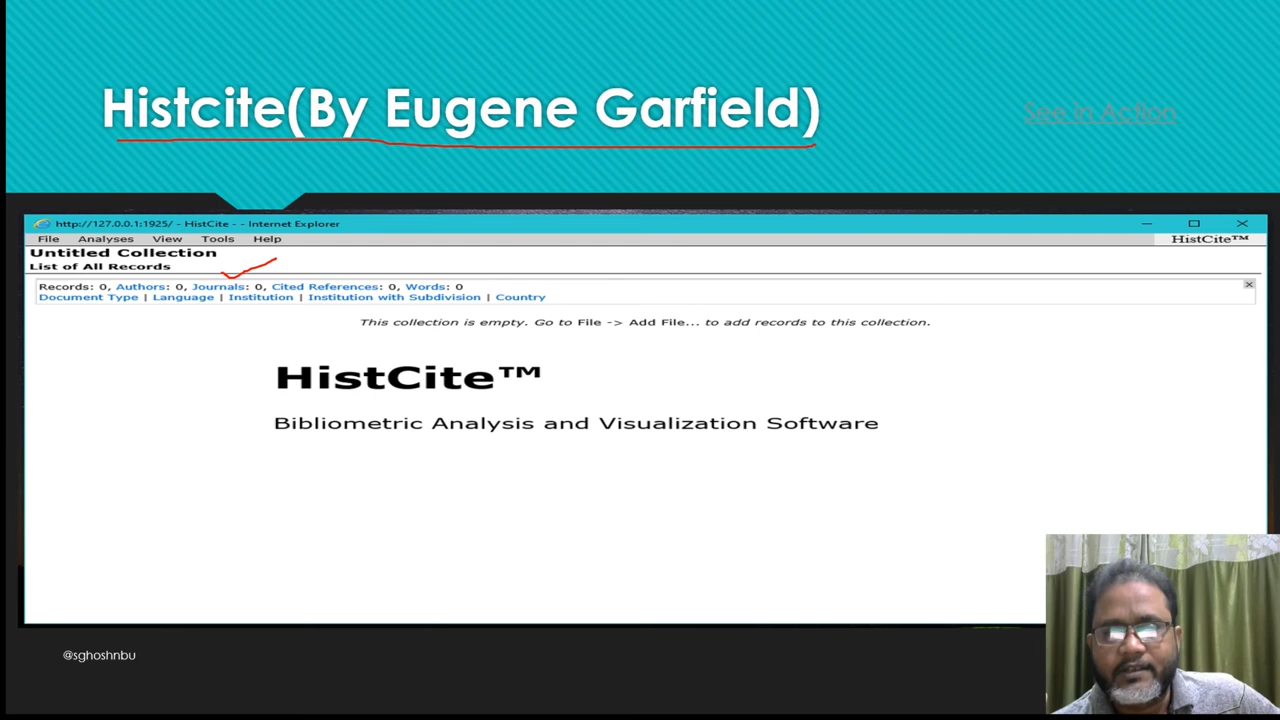 Histcite(By Eugene Garfield)
See in Action
http://127.0.0.1:1925/ - HistCite - - Internet Explorer
File Analyses View Tools Help
HistCite™
Untitled Collection
List of All Records
Records: 0, Authors: 0, Journals: 0, Cited References: 0, Words: 0
Document Type | Language | Institution | Institution with Subdivision | Country
This collection is empty. Go to File -> Add File... to add records to this collection.
HistCite™
Bibliometric Analysis and Visualization Software
@sghoshnbu